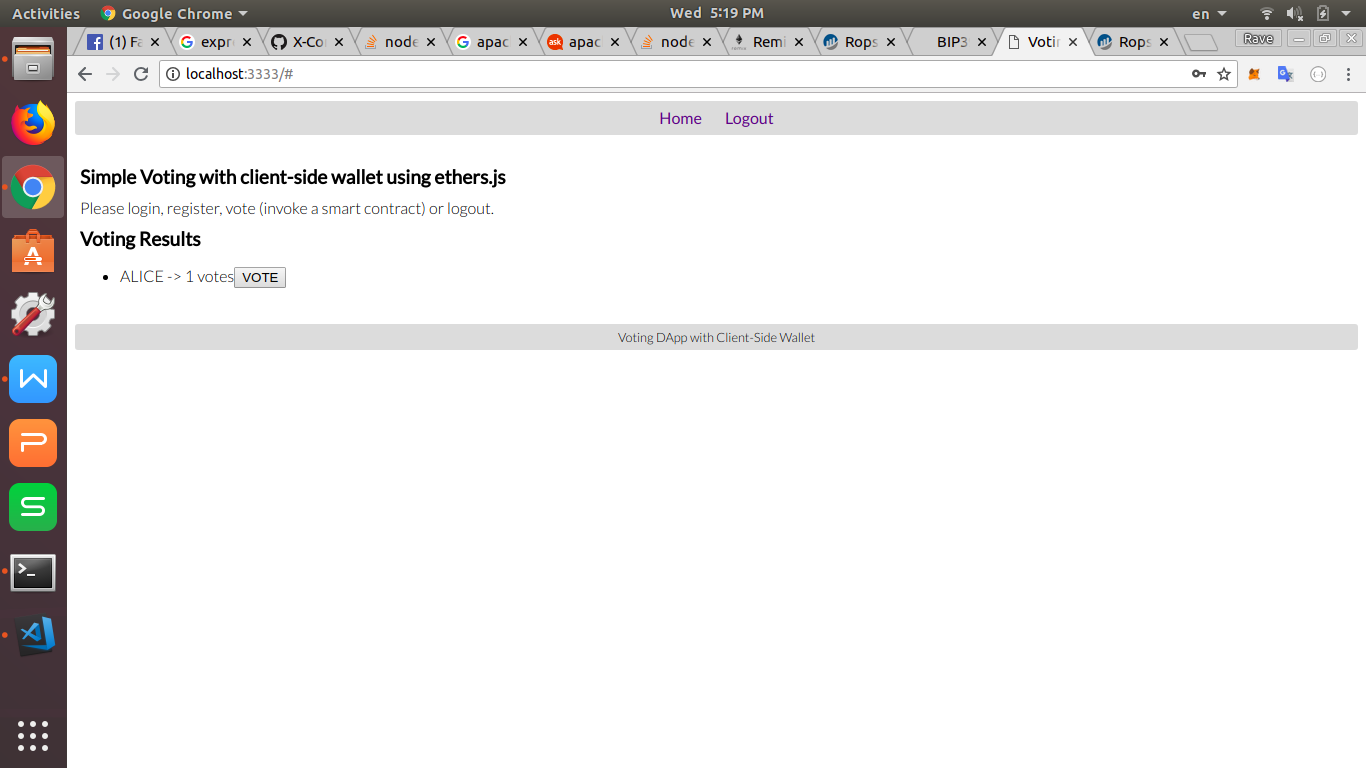 Activities Google Chrome Wed 5:19 PM en
(1) Fa expr X-Co node apac apac node Remi Rops BIP3 Votin Rops Rave
localhost:3333/#
Home Logout
Simple Voting with client-side wallet using ethers.js
Please login, register, vote (invoke a smart contract) or logout.
Voting Results
ALICE -> 1 votes VOTE
Voting DApp with Client-Side Wallet